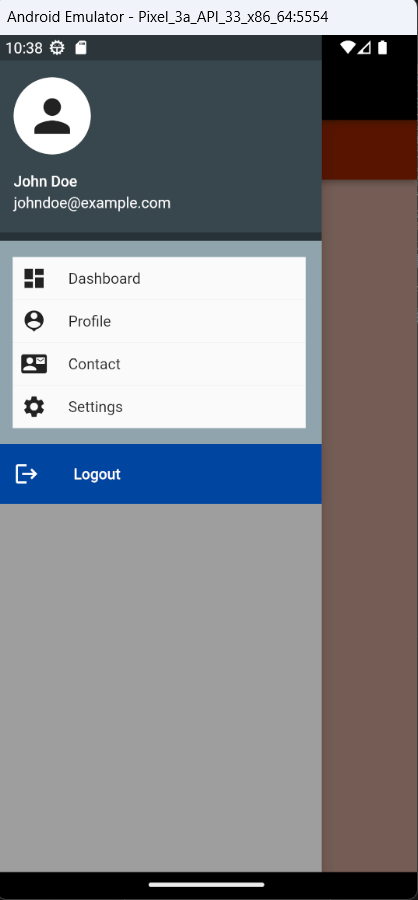 Android Emulator - Pixel_3a_API_33_x86_64:5554
10:38
John Doe
johndoe@example.com
Dashboard
Profile
Contact
Settings
Logout